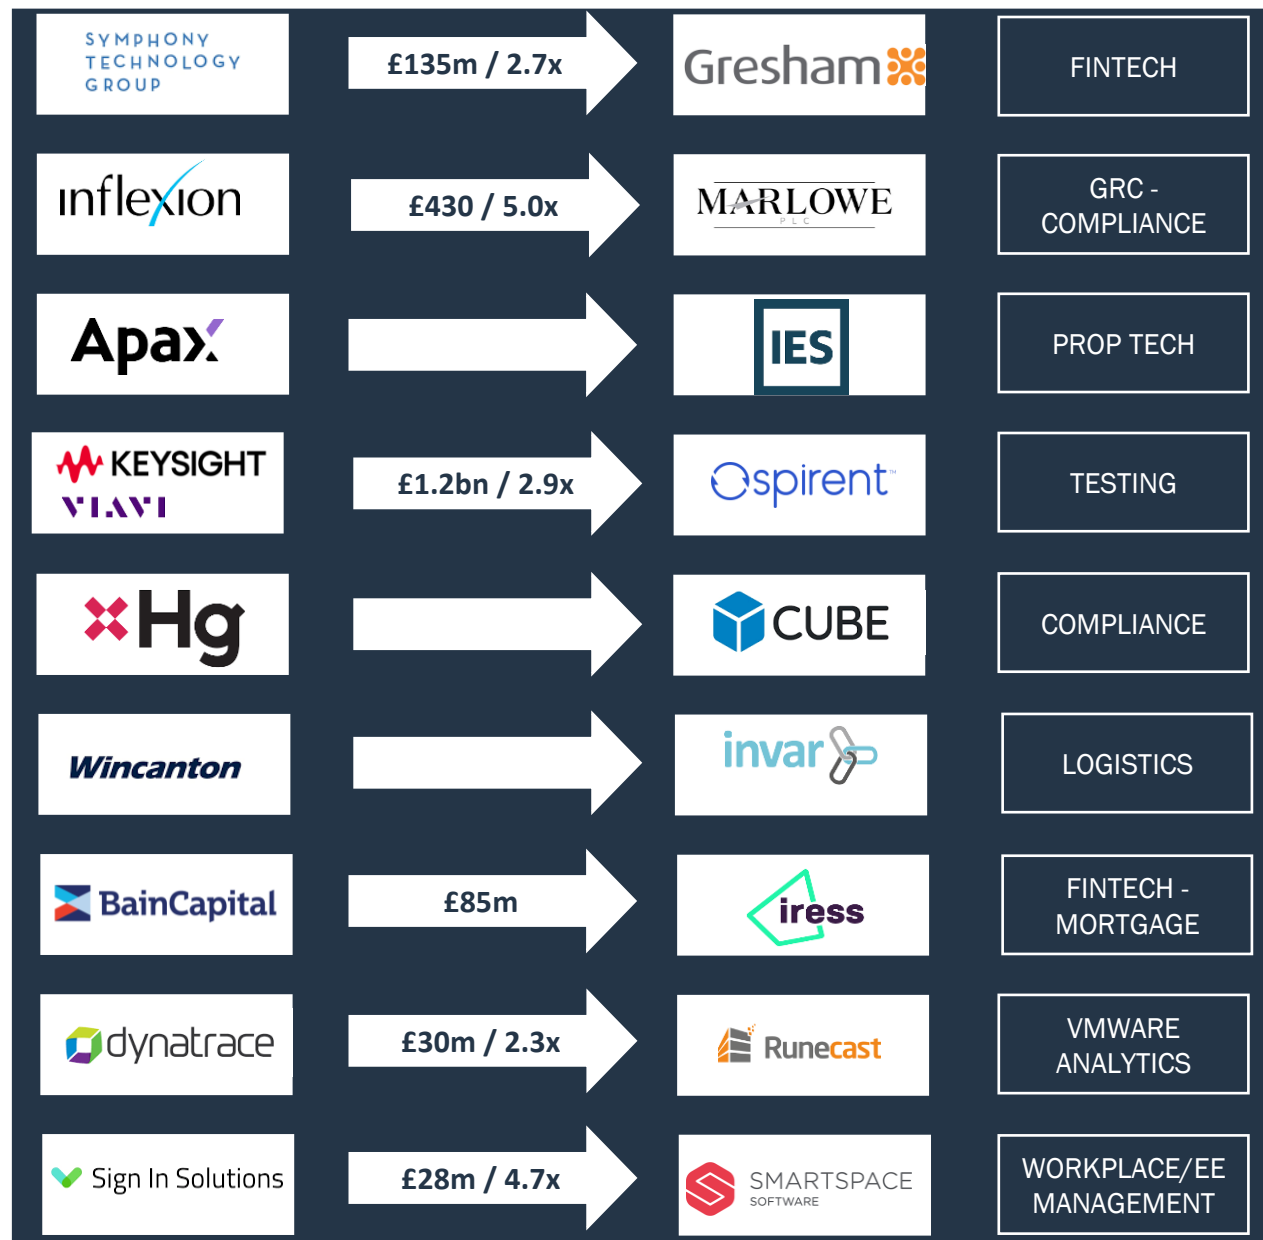 SYMPHONY
TECHNOLOGY
GROUP
£135m / 2.7x
Gresham
FINTECH
inflexion
£430 / 5.0x
MARLOWE
PLC
GRC -
COMPLIANCE
Apax
IES
PROP TECH
KEYSIGHT
VIAVI
£1.2bn / 2.9x
spirent™
TESTING
Hg
CUBE
COMPLIANCE
Wincanton
invar
LOGISTICS
BainCapital
£85m
iress
FINTECH -
MORTGAGE
dynatrace
£30m / 2.3x
Runecast
VMWARE
ANALYTICS
Sign In Solutions
£28m / 4.7x
SMARTSPACE
SOFTWARE
WORKPLACE/EE
MANAGEMENT